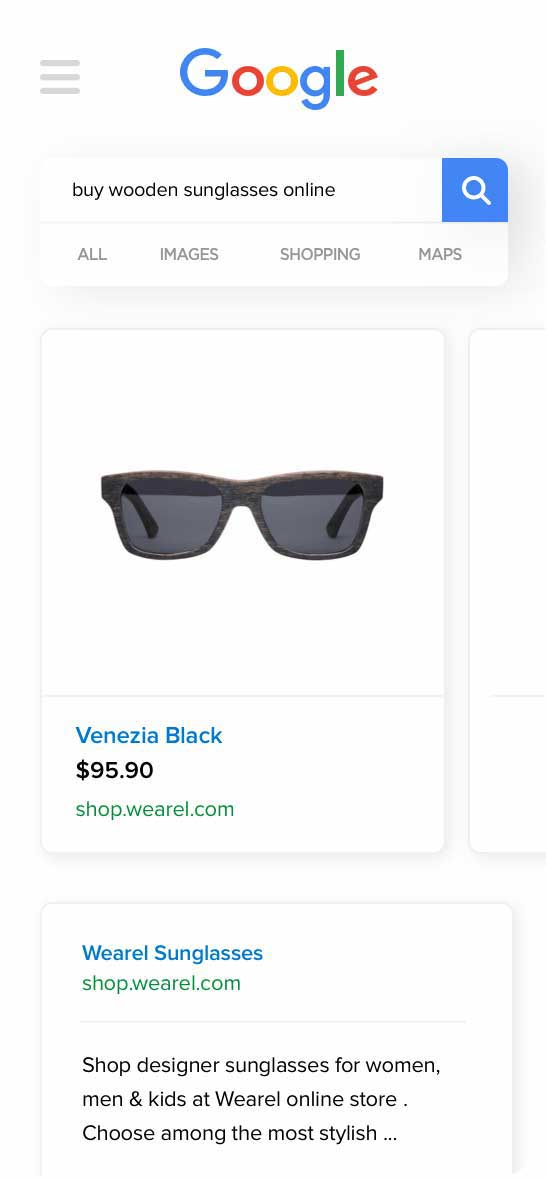 Google
buy wooden sunglasses online
ALL IMAGES SHOPPING MAPS
Venezia Black
$95.90
shop.wearel.com
Wearel Sunglasses
shop.wearel.com
Shop designer sunglasses for women,
men & kids at Wearel online store .
Choose among the most stylish ...